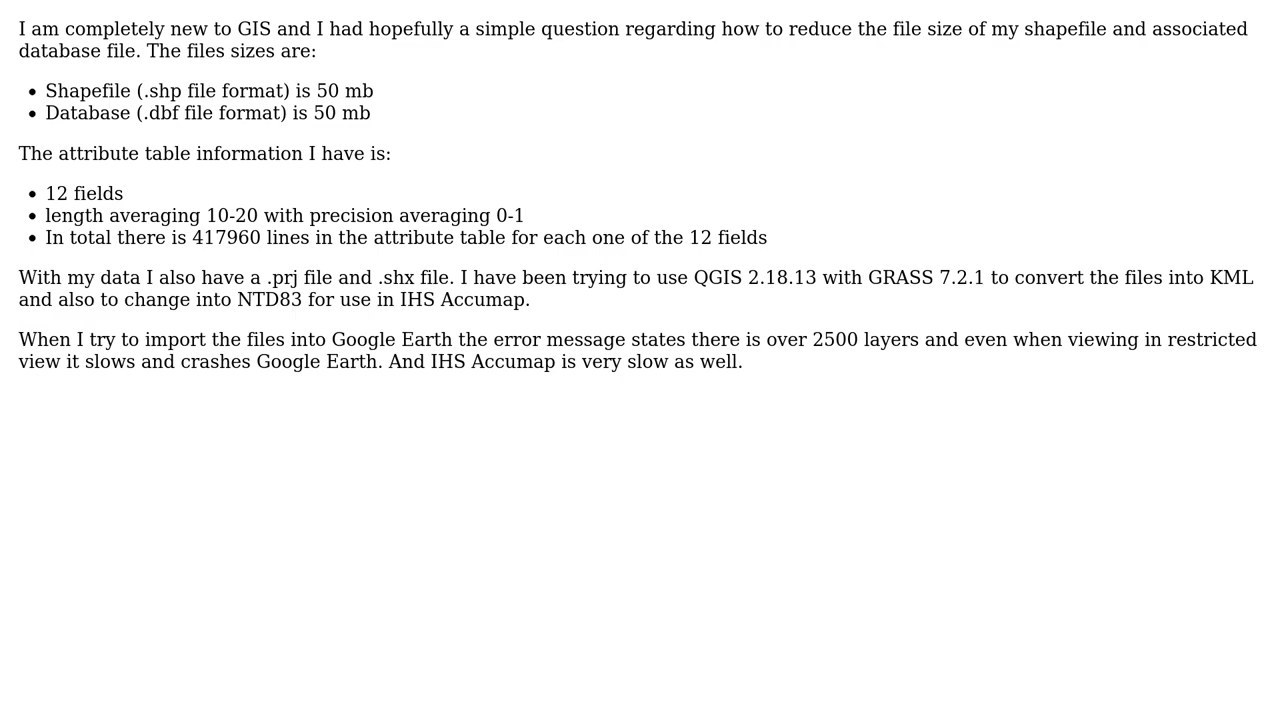 I am completely new to GIS and I had hopefully a simple question regarding how to reduce the file size of my shapefile and associated
database file. The files sizes are:
• Shapefile (.shp file format) is 50 mb
• Database (.dbf file format) is 50 mb
The attribute table information I have is:
• 12 fields
• length averaging 10-20 with precision averaging 0-1
• In total there is 417960 lines in the attribute table for each one of the 12 fields
With my data I also have a .prj file and .shx file. I have been trying to use QGIS 2.18.13 with GRASS 7.2.1 to convert the files into KML
and also to change into NTD83 for use in IHS Accumap.
When I try to import the files into Google Earth the error message states there is over 2500 layers and even when viewing in restricted
view it slows and crashes Google Earth. And IHS Accumap is very slow as well.